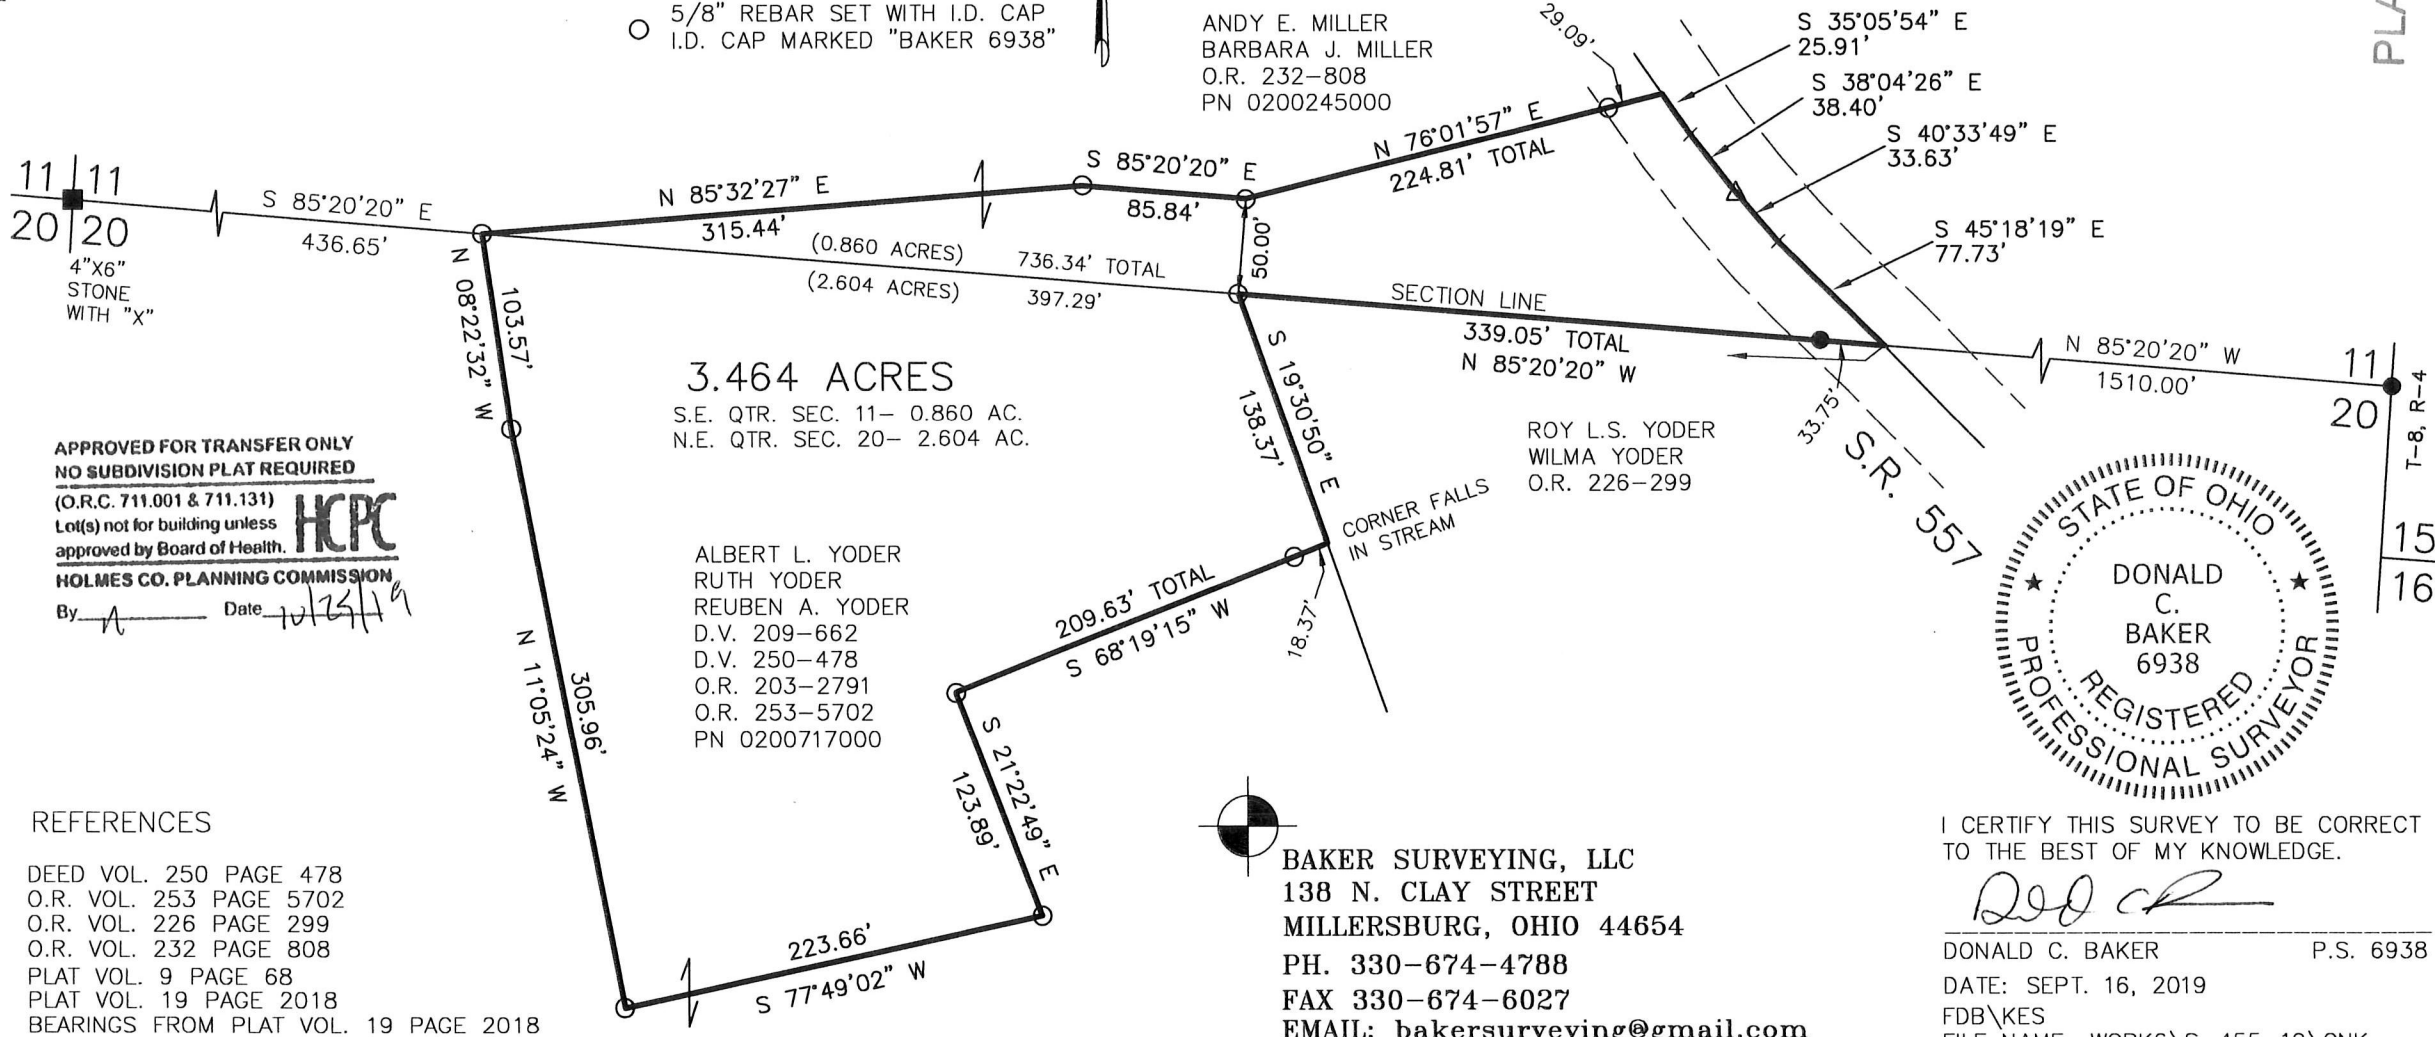 5/8" REBAR SET WITH I.D. CAP
I.D. CAP MARKED "BAKER 6938"
ANDY E. MILLER
BARBARA J. MILLER
O.R. 232-808
PN 0200245000
29.09'
S 35°05'54" E
25.91'
S 38°04'26" E
38.40'
S 40°33'49" E
33.63'
S 45°18'19" E
77.73'
N 76°01'57" E
224.81' TOTAL
S 85°20'20" E
85.84'
N 85°32'27" E
315.44'
11 11
20 20
4"X6"
STONE
WITH "X"
S 85°20'20" E
436.65'
(0.860 ACRES)
(2.604 ACRES)
736.34' TOTAL
397.29'
50.00'
SECTION LINE
339.05' TOTAL
N 85°20'20" W
33.75'
N 85°20'20" W
1510.00'
11
20
T-8, R-4
15
16
N 08°22'32" W
103.57'
3.464 ACRES
S.E. QTR. SEC. 11- 0.860 AC.
N.E. QTR. SEC. 20- 2.604 AC.
S 19°30'50" E
138.37'
ROY L.S. YODER
WILMA YODER
O.R. 226-299
S.R. 557
CORNER FALLS
IN STREAM
APPROVED FOR TRANSFER ONLY
NO SUBDIVISION PLAT REQUIRED
(O.R.C. 711.001 & 711.131)
Lot(s) not for building unless
approved by Board of Health.
HCPC
HOLMES CO. PLANNING COMMISSION
By Date
ALBERT L. YODER
RUTH YODER
REUBEN A. YODER
D.V. 209-662
D.V. 250-478
O.R. 203-2791
O.R. 253-5702
PN 0200717000
209.63' TOTAL
S 68°19'15" W
18.37'
N 11°05'24" W
305.96'
S 21°22'49" E
123.89'
223.66'
S 77°49'02" W
STATE OF OHIO
DONALD
C.
BAKER
6938
REGISTERED
PROFESSIONAL SURVEYOR
REFERENCES
DEED VOL. 250 PAGE 478
O.R. VOL. 253 PAGE 5702
O.R. VOL. 226 PAGE 299
O.R. VOL. 232 PAGE 808
PLAT VOL. 9 PAGE 68
PLAT VOL. 19 PAGE 2018
BEARINGS FROM PLAT VOL. 19 PAGE 2018
BAKER SURVEYING, LLC
138 N. CLAY STREET
MILLERSBURG, OHIO 44654
PH. 330-674-4788
FAX 330-674-6027
EMAIL: bakersurveying@gmail.com
I CERTIFY THIS SURVEY TO BE CORRECT
TO THE BEST OF MY KNOWLEDGE.
DONALD C. BAKER P.S. 6938
DATE: SEPT. 16, 2019
FDB\KES